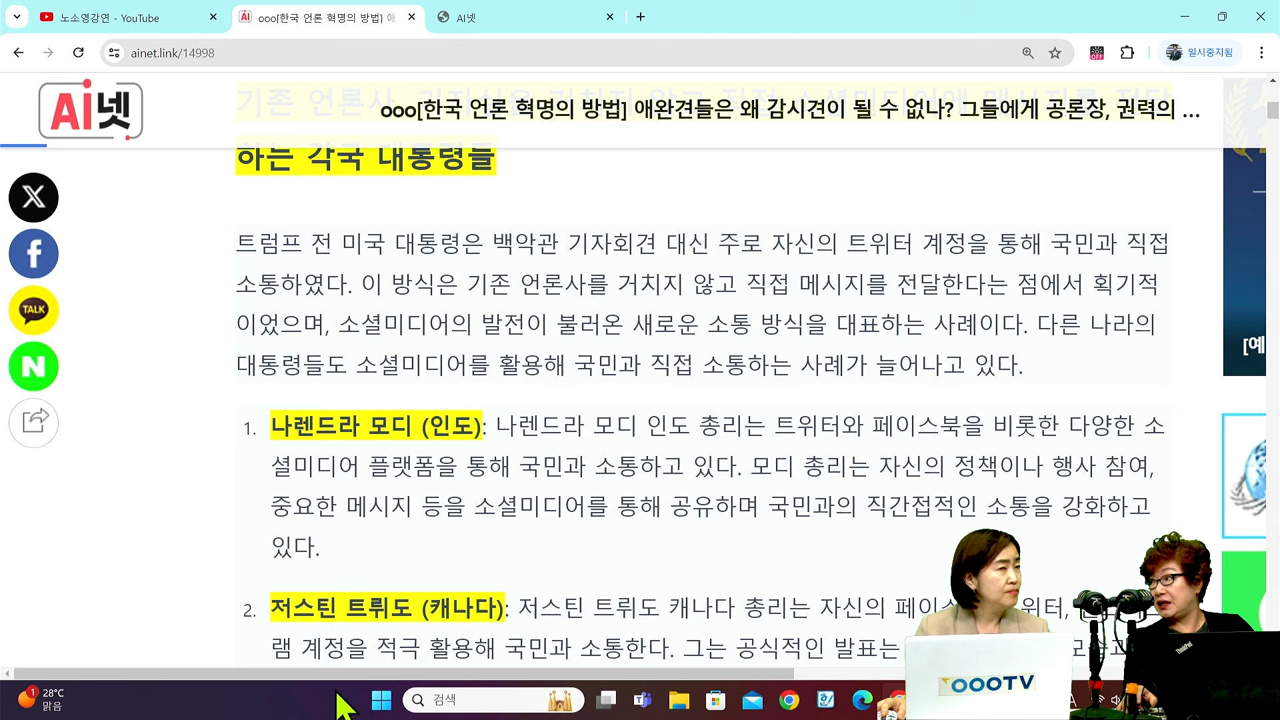 노소영강연 - YouTube
ooo[한국 언론 혁명의 방법] 애
AI넷
ainet.link/14998
OFF
일시중지됨
Ai넷
ooo[한국 언론 혁명의 방법] 애완견들은 왜 감시견이 될 수 없나? 그들에게 공론장, 권력의 ...
하는 각국 대통령들
트럼프 전 미국 대통령은 백악관 기자회견 대신 주로 자신의 트위터 계정을 통해 국민과 직접
소통하였다. 이 방식은 기존 언론사를 거치지 않고 직접 메시지를 전달한다는 점에서 획기적
이었으며, 소셜미디어의 발전이 불러온 새로운 소통 방식을 대표하는 사례이다. 다른 나라의
대통령들도 소셜미디어를 활용해 국민과 직접 소통하는 사례가 늘어나고 있다.
1. 나렌드라 모디 (인도): 나렌드라 모디 인도 총리는 트위터와 페이스북을 비롯한 다양한 소
셜미디어 플랫폼을 통해 국민과 소통하고 있다. 모디 총리는 자신의 정책이나 행사 참여,
중요한 메시지 등을 소셜미디어를 통해 공유하며 국민과의 직간접적인 소통을 강화하고
있다.
2. 저스틴 트뤼도 (캐나다): 저스틴 트뤼도 캐나다 총리는 자신의
램 계정을 적극 활용해 국민과 소통한다. 그는 공식적인 발표는
X
f
TALK
N
[예
OOOTV
ThinkPad
1
28°C
맑음
검색